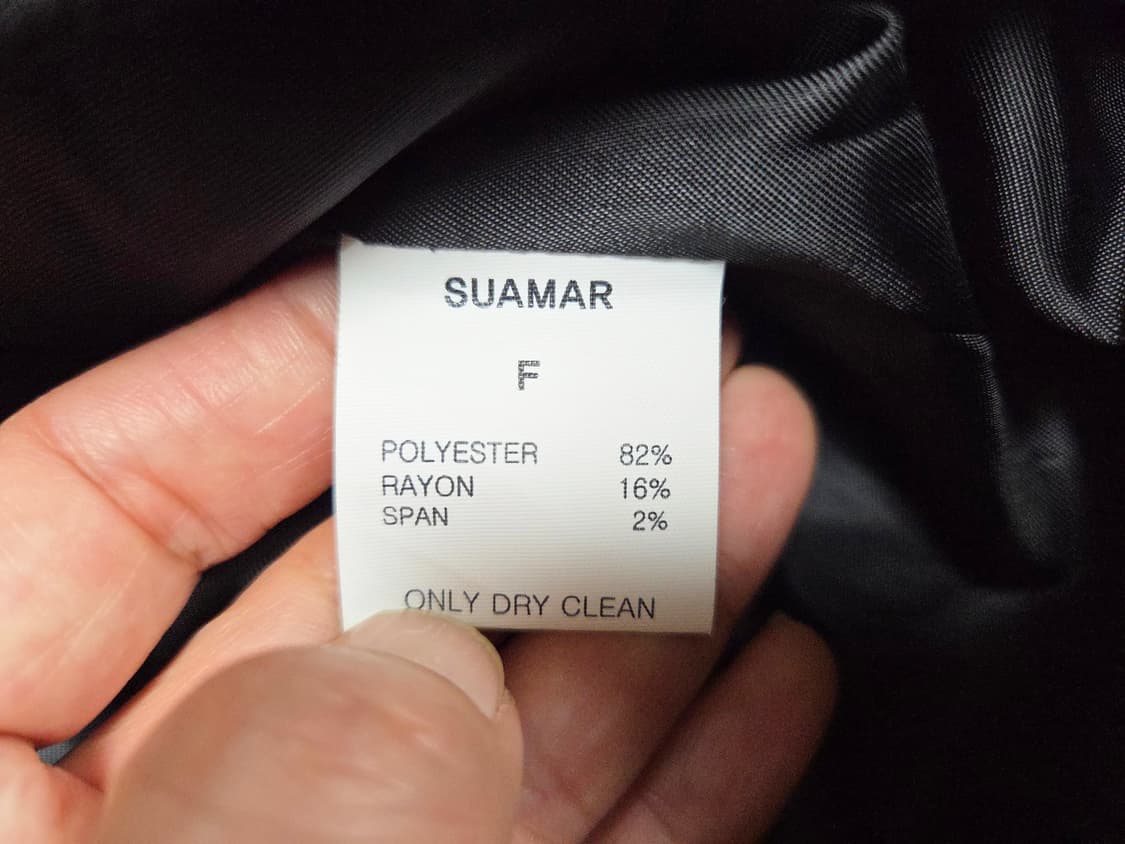 SUAMAR
F
POLYESTER 82%
RAYON 16%
SPAN 2%
ONLY DRY CLEAN